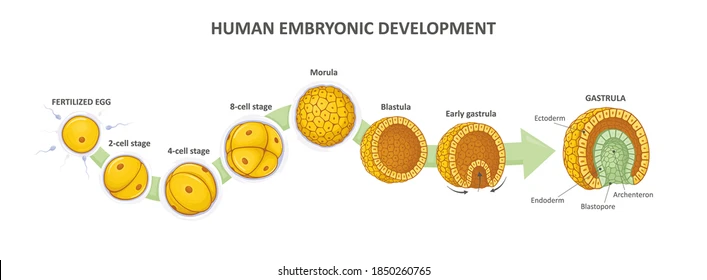 HUMAN EMBRYONIC DEVELOPMENT
FERTILIZED EGG
2-cell stage
4-cell stage
8-cell stage
Morula
Blastula
Early gastrula
GASTRULA
Ectoderm
Archenteron
Endoderm
Blastopore
shutterstock.com · 1850260765